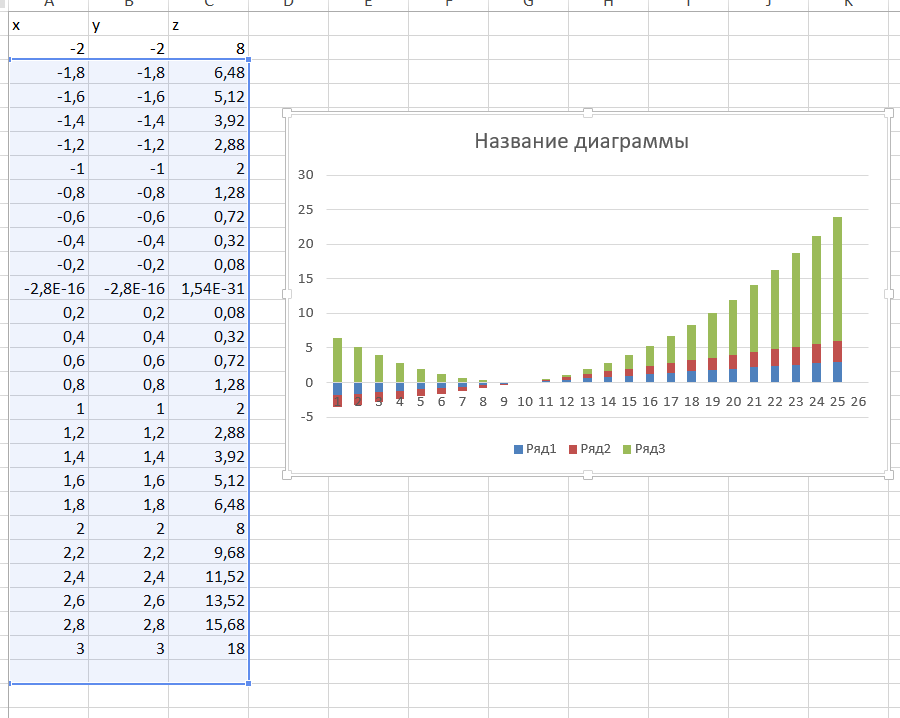 A B C D E F G H I J K
x y z
-2 -2 8
-1,8 -1,8 6,48
-1,6 -1,6 5,12
-1,4 -1,4 3,92
-1,2 -1,2 2,88
-1 -1 2
-0,8 -0,8 1,28
-0,6 -0,6 0,72
-0,4 -0,4 0,32
-0,2 -0,2 0,08
-2,8E-16 -2,8E-16 1,54E-31
0,2 0,2 0,08
0,4 0,4 0,32
0,6 0,6 0,72
0,8 0,8 1,28
1 1 2
1,2 1,2 2,88
1,4 1,4 3,92
1,6 1,6 5,12
1,8 1,8 6,48
2 2 8
2,2 2,2 9,68
2,4 2,4 11,52
2,6 2,6 13,52
2,8 2,8 15,68
3 3 18
Название диаграммы
30
25
20
15
10
5
0
-5
1 2 3 4 5 6 7 8 9 10 11 12 13 14 15 16 17 18 19 20 21 22 23 24 25 26
Ряд1 Ряд2 Ряд3